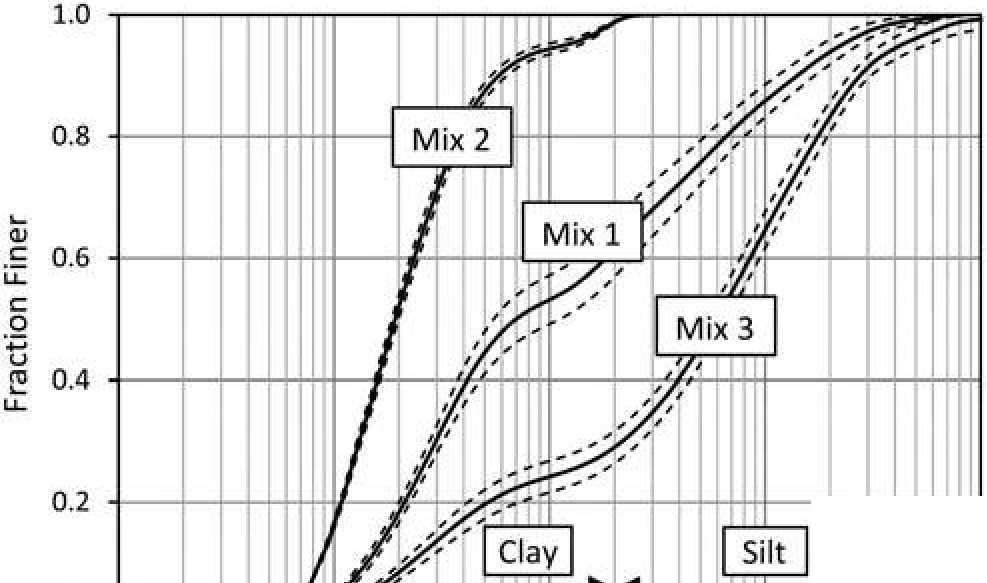 1.0
0.8
Mix 2
Mix 1
0.6
Mix 3
0.4
0.2
Clay
Silt
Fraction Finer